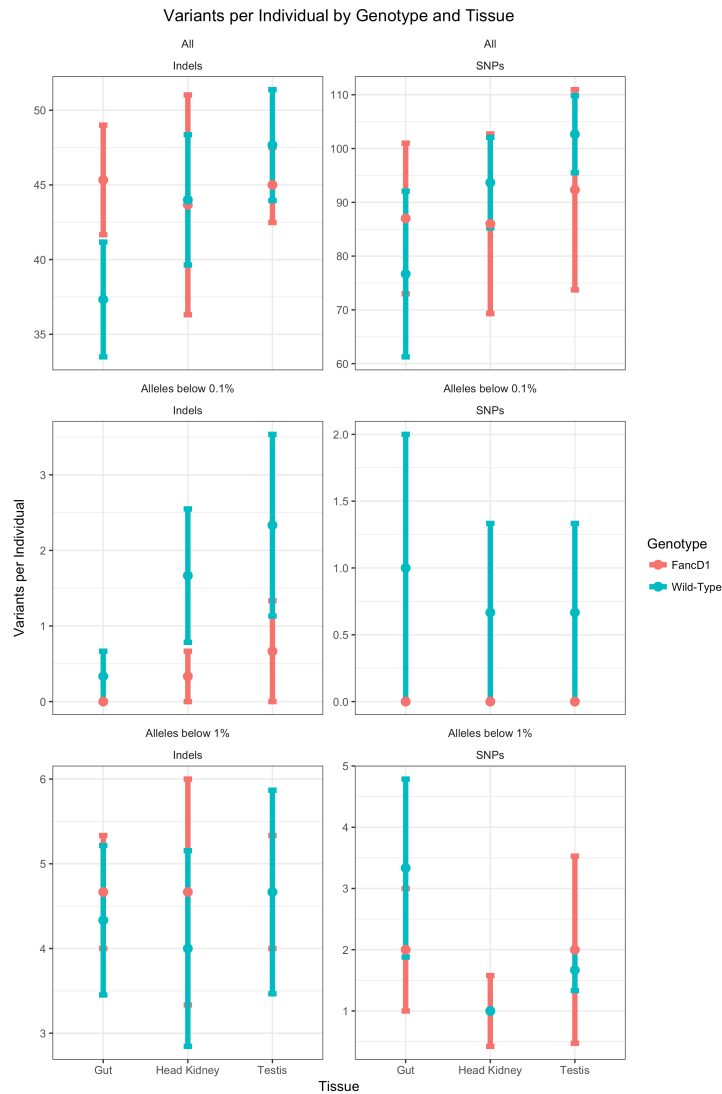 Variants per Individual by Genotype and Tissue
All All
Indels SNPs
50
45
40
35
110
100
90
80
70
60
Alleles below 0.1% Alleles below 0.1%
Indels SNPs
3
2
1
0
2.0
1.5
1.0
0.5
0.0
Variants per Individual
Genotype
FancD1
Wild-Type
Alleles below 1% Alleles below 1%
Indels SNPs
6
5
4
3
5
4
3
2
1
Gut Head Kidney Testis Gut Head Kidney Testis
Tissue